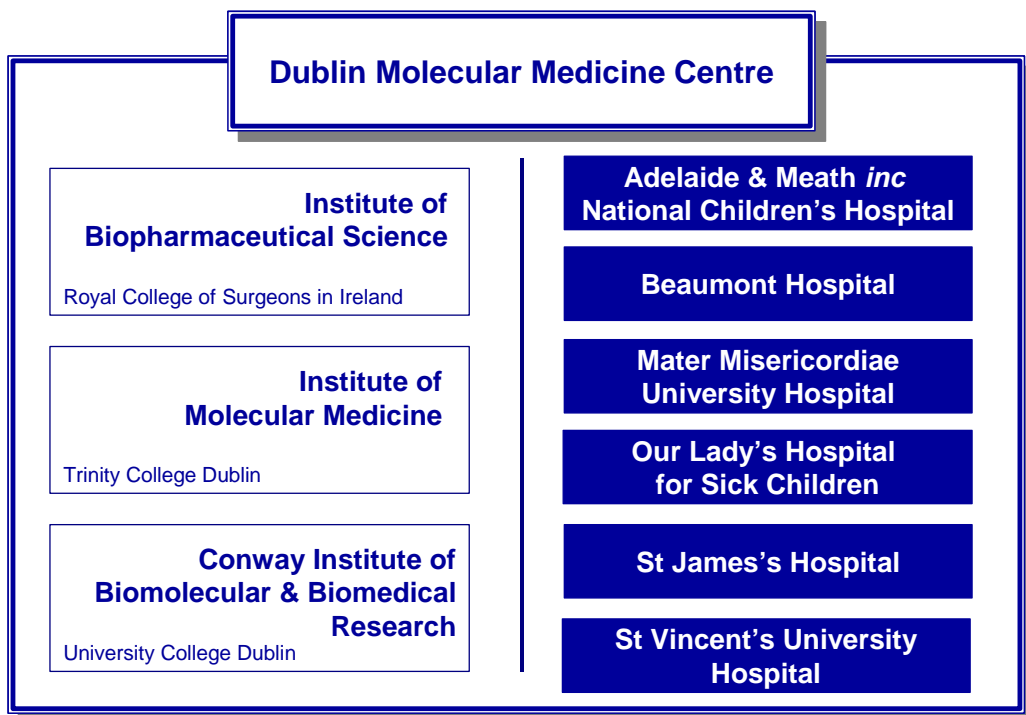 Dublin Molecular Medicine Centre
Institute of
Biopharmaceutical Science
Royal College of Surgeons in Ireland
Institute of
Molecular Medicine
Trinity College Dublin
Conway Institute of
Biomolecular & Biomedical
Research
University College Dublin
Adelaide & Meath inc
National Children’s Hospital
Beaumont Hospital
Mater Misericordiae
University Hospital
Our Lady’s Hospital
for Sick Children
St James’s Hospital
St Vincent’s University
Hospital